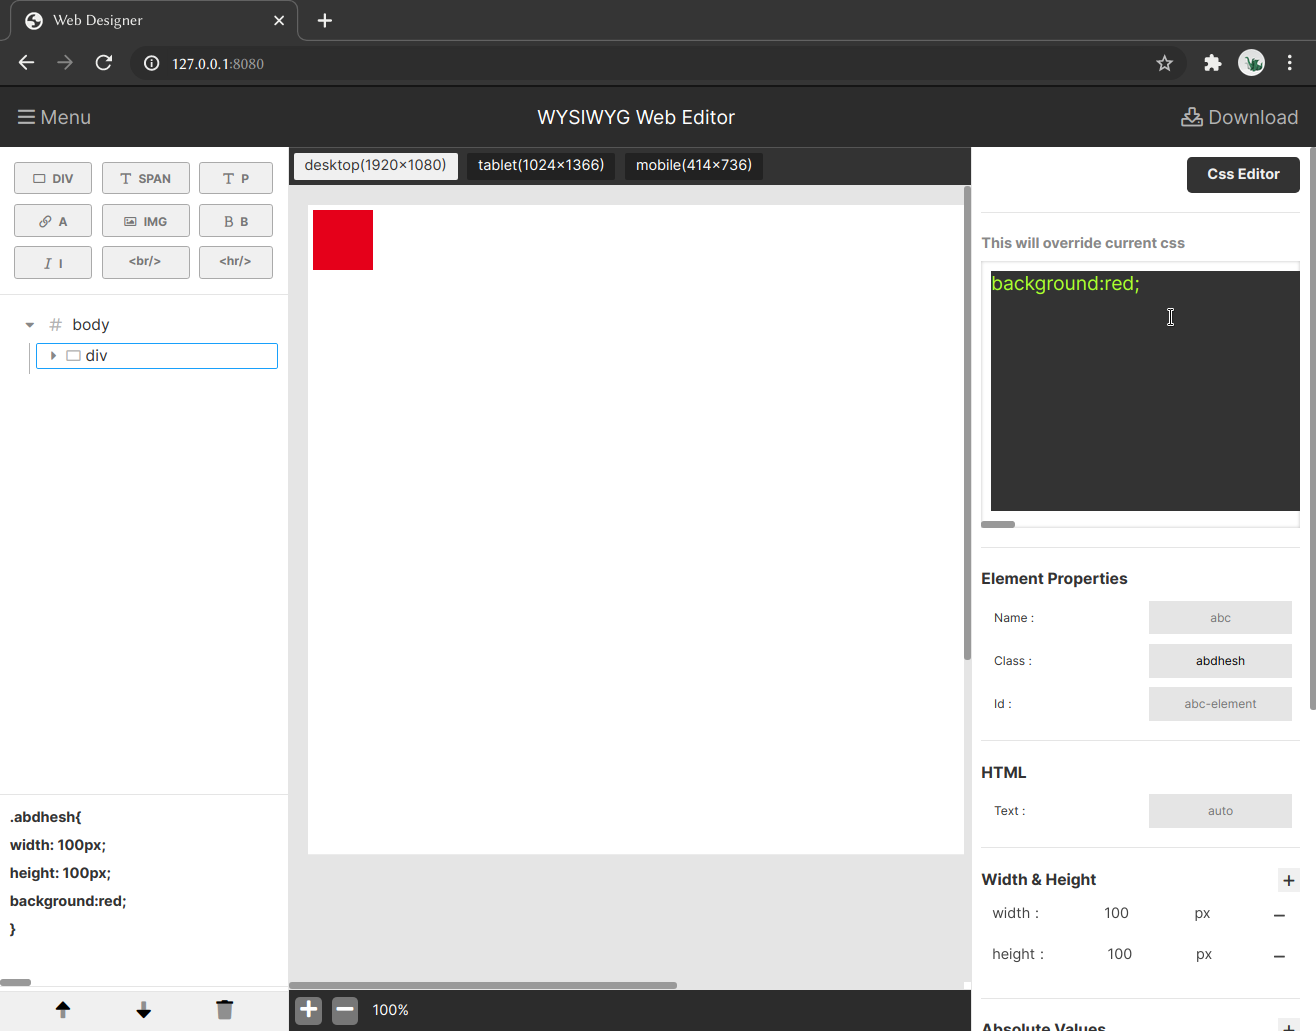 Web Designer
127.0.0.1:8080
Menu
WYSIWYG Web Editor
Download
DIV
SPAN
P
A
IMG
B B
I I
<br/>
<hr/>
# body
div
.abdhesh{
width: 100px;
height: 100px;
background:red;
}
desktop(1920×1080)
tablet(1024×1366)
mobile(414×736)
100%
Css Editor
This will override current css
background:red;
Element Properties
Name : abc
Class : abdhesh
Id : abc-element
HTML
Text : auto
Width & Height +
width : 100 px –
height : 100 px –
Absolute Values +